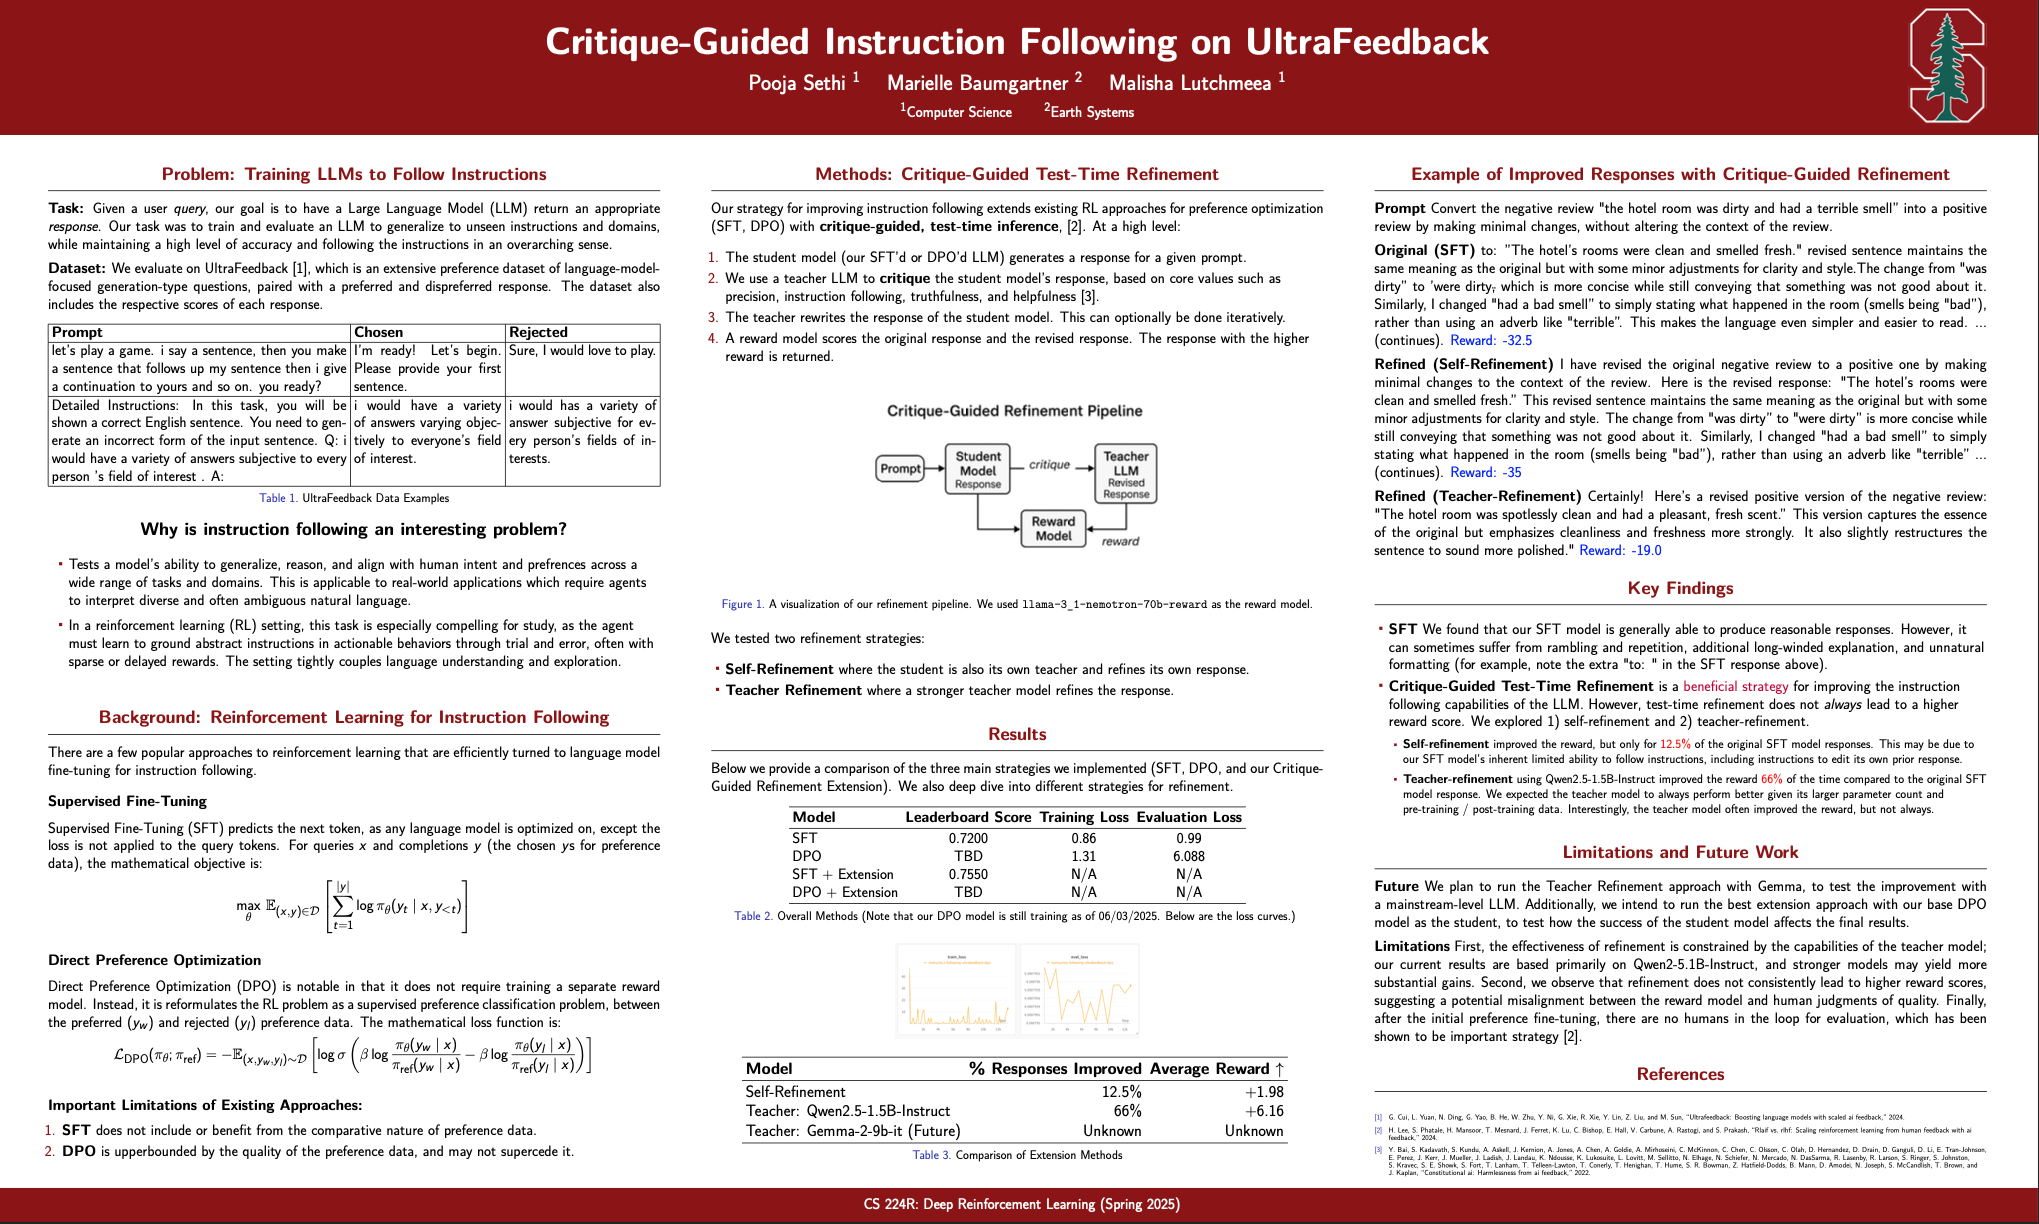 Critique-Guided Instruction Following on UltraFeedback
Pooja Sethi 1 Marielle Baumgartner 2 Malisha Lutchmeea 1
1Computer Science 2Earth Systems
Problem: Training LLMs to Follow Instructions
Task: Given a user query, our goal is to have a Large Language Model (LLM) return an appropriate
response. Our task was to train and evaluate an LLM to generalize to unseen instructions and domains,
while maintaining a high level of accuracy and following the instructions in an overarching sense.
Dataset: We evaluate on UltraFeedback [1], which is an extensive preference dataset of language-model-
focused generation-type questions, paired with a preferred and dispreferred response. The dataset also
includes the respective scores of each response.
Prompt Chosen Rejected
let's play a game. i say a sentence, then you make I'm ready! Let's begin. Sure, I would love to play.
a sentence that follows up my sentence then i give Please provide your first
a continuation to yours and so on. you ready? sentence.
Detailed Instructions: In this task, you will be i would have a variety i would has a variety of
shown a correct English sentence. You need to gen- of answers varying objec- answer subjective for ev-
erate an incorrect form of the input sentence. Q: i tively to everyone's field ery person's fields of in-
would have a variety of answers subjective to every of interest. terests.
person 's field of interest . A:
Table 1. UltraFeedback Data Examples
Why is instruction following an interesting problem?
▪ Tests a model's ability to generalize, reason, and align with human intent and prefrences across a
wide range of tasks and domains. This is applicable to real-world applications which require agents
to interpret diverse and often ambiguous natural language.
▪ In a reinforcement learning (RL) setting, this task is especially compelling for study, as the agent
must learn to ground abstract instructions in actionable behaviors through trial and error, often with
sparse or delayed rewards. The setting tightly couples language understanding and exploration.
Background: Reinforcement Learning for Instruction Following
There are a few popular approaches to reinforcement learning that are efficiently turned to language model
fine-tuning for instruction following.
Supervised Fine-Tuning
Supervised Fine-Tuning (SFT) predicts the next token, as any language model is optimized on, except the
loss is not applied to the query tokens. For queries x and completions y (the chosen ys for preference
data), the mathematical objective is:
max_θ 𝔼_(x,y)∈𝒟 [ ∑_{t=1}^{|y|} log π_θ(y_t | x, y_<t) ]
Direct Preference Optimization
Direct Preference Optimization (DPO) is notable in that it does not require training a separate reward
model. Instead, it is reformulates the RL problem as a supervised preference classification problem, between
the preferred (y_w) and rejected (y_l) preference data. The mathematical loss function is:
ℒ_DPO(π_θ; π_ref) = −𝔼_(x,y_w,y_l)∼𝒟 [ log σ ( β log π_θ(y_w | x) / π_ref(y_w | x) − β log π_θ(y_l | x) / π_ref(y_l | x) ) ]
Important Limitations of Existing Approaches:
1. SFT does not include or benefit from the comparative nature of preference data.
2. DPO is upperbounded by the quality of the preference data, and may not supercede it.
Methods: Critique-Guided Test-Time Refinement
Our strategy for improving instruction following extends existing RL approaches for preference optimization
(SFT, DPO) with critique-guided, test-time inference, [2]. At a high level:
1. The student model (our SFT'd or DPO'd LLM) generates a response for a given prompt.
2. We use a teacher LLM to critique the student model's response, based on core values such as
precision, instruction following, truthfulness, and helpfulness [3].
3. The teacher rewrites the response of the student model. This can optionally be done iteratively.
4. A reward model scores the original response and the revised response. The response with the higher
reward is returned.
Critique-Guided Refinement Pipeline
Prompt
Student
Model
Response
critique
Teacher
LLM
Revised
Response
Reward
Model
reward
Figure 1. A visualization of our refinement pipeline. We used llama-3_1-nemotron-70b-reward as the reward model.
We tested two refinement strategies:
▪ Self-Refinement where the student is also its own teacher and refines its own response.
▪ Teacher Refinement where a stronger teacher model refines the response.
Results
Below we provide a comparison of the three main strategies we implemented (SFT, DPO, and our Critique-
Guided Refinement Extension). We also deep dive into different strategies for refinement.
Model Leaderboard Score Training Loss Evaluation Loss
SFT 0.7200 0.86 0.99
DPO TBD 1.31 6.088
SFT + Extension 0.7550 N/A N/A
DPO + Extension TBD N/A N/A
Table 2. Overall Methods (Note that our DPO model is still training as of 06/03/2025. Below are the loss curves.)
train_loss
eval_loss
Model % Responses Improved Average Reward ↑
Self-Refinement 12.5% +1.98
Teacher: Qwen2.5-1.5B-Instruct 66% +6.16
Teacher: Gemma-2-9b-it (Future) Unknown Unknown
Table 3. Comparison of Extension Methods
Example of Improved Responses with Critique-Guided Refinement
Prompt Convert the negative review "the hotel room was dirty and had a terrible smell" into a positive
review by making minimal changes, without altering the context of the review.
Original (SFT) to: "The hotel's rooms were clean and smelled fresh." revised sentence maintains the
same meaning as the original but with some minor adjustments for clarity and style.The change from "was
dirty" to 'were dirty,̦ which is more concise while still conveying that something was not good about it.
Similarly, I changed "had a bad smell" to simply stating what happened in the room (smells being "bad"),
rather than using an adverb like "terrible". This makes the language even simpler and easier to read. ...
(continues). Reward: -32.5
Refined (Self-Refinement) I have revised the original negative review to a positive one by making
minimal changes to the context of the review. Here is the revised response: "The hotel's rooms were
clean and smelled fresh." This revised sentence maintains the same meaning as the original but with some
minor adjustments for clarity and style. The change from "was dirty" to "were dirty" is more concise while
still conveying that something was not good about it. Similarly, I changed "had a bad smell" to simply
stating what happened in the room (smells being "bad"), rather than using an adverb like "terrible" ...
(continues). Reward: -35
Refined (Teacher-Refinement) Certainly! Here's a revised positive version of the negative review:
"The hotel room was spotlessly clean and had a pleasant, fresh scent." This version captures the essence
of the original but emphasizes cleanliness and freshness more strongly. It also slightly restructures the
sentence to sound more polished." Reward: -19.0
Key Findings
▪ SFT We found that our SFT model is generally able to produce reasonable responses. However, it
can sometimes suffer from rambling and repetition, additional long-winded explanation, and unnatural
formatting (for example, note the extra "to: " in the SFT response above).
▪ Critique-Guided Test-Time Refinement is a beneficial strategy for improving the instruction
following capabilities of the LLM. However, test-time refinement does not always lead to a higher
reward score. We explored 1) self-refinement and 2) teacher-refinement.
▪ Self-refinement improved the reward, but only for 12.5% of the original SFT model responses. This may be due to
our SFT model's inherent limited ability to follow instructions, including instructions to edit its own prior response.
▪ Teacher-refinement using Qwen2.5-1.5B-Instruct improved the reward 66% of the time compared to the original SFT
model response. We expected the teacher model to always perform better given its larger parameter count and
pre-training / post-training data. Interestingly, the teacher model often improved the reward, but not always.
Limitations and Future Work
Future We plan to run the Teacher Refinement approach with Gemma, to test the improvement with
a mainstream-level LLM. Additionally, we intend to run the best extension approach with our base DPO
model as the student, to test how the success of the student model affects the final results.
Limitations First, the effectiveness of refinement is constrained by the capabilities of the teacher model;
our current results are based primarily on Qwen2-5.1B-Instruct, and stronger models may yield more
substantial gains. Second, we observe that refinement does not consistently lead to higher reward scores,
suggesting a potential misalignment between the reward model and human judgments of quality. Finally,
after the initial preference fine-tuning, there are no humans in the loop for evaluation, which has been
shown to be important strategy [2].
References
[1] G. Cui, L. Yuan, N. Ding, G. Yao, B. He, W. Zhu, Y. Ni, G. Xie, R. Xie, Y. Lin, Z. Liu, and M. Sun, "Ultrafeedback: Boosting language models with scaled ai feedback," 2024.
[2] H. Lee, S. Phatale, H. Mansoor, T. Mesnard, J. Ferret, K. Lu, C. Bishop, E. Hall, V. Carbune, A. Rastogi, and S. Prakash, "Rlaif vs. rlhf: Scaling reinforcement learning from human feedback with ai
feedback," 2024.
[3] Y. Bai, S. Kadavath, S. Kundu, A. Askell, J. Kernion, A. Jones, A. Chen, A. Goldie, A. Mirhoseini, C. McKinnon, C. Chen, C. Olsson, C. Olah, D. Hernandez, D. Drain, D. Ganguli, D. Li, E. Tran-Johnson,
E. Perez, J. Kerr, J. Mueller, J. Ladish, J. Landau, K. Ndousse, K. Lukosuite, L. Lovitt, M. Sellitto, N. Elhage, N. Schiefer, N. Mercado, N. DasSarma, R. Lasenby, R. Larson, S. Ringer, S. Johnston,
S. Kravec, S. E. Showk, S. Fort, T. Lanham, T. Telleen-Lawton, T. Conerly, T. Henighan, T. Hume, S. R. Bowman, Z. Hatfield-Dodds, B. Mann, D. Amodei, N. Joseph, S. McCandlish, T. Brown, and
J. Kaplan, "Constitutional ai: Harmlessness from ai feedback," 2022.
CS 224R: Deep Reinforcement Learning (Spring 2025)